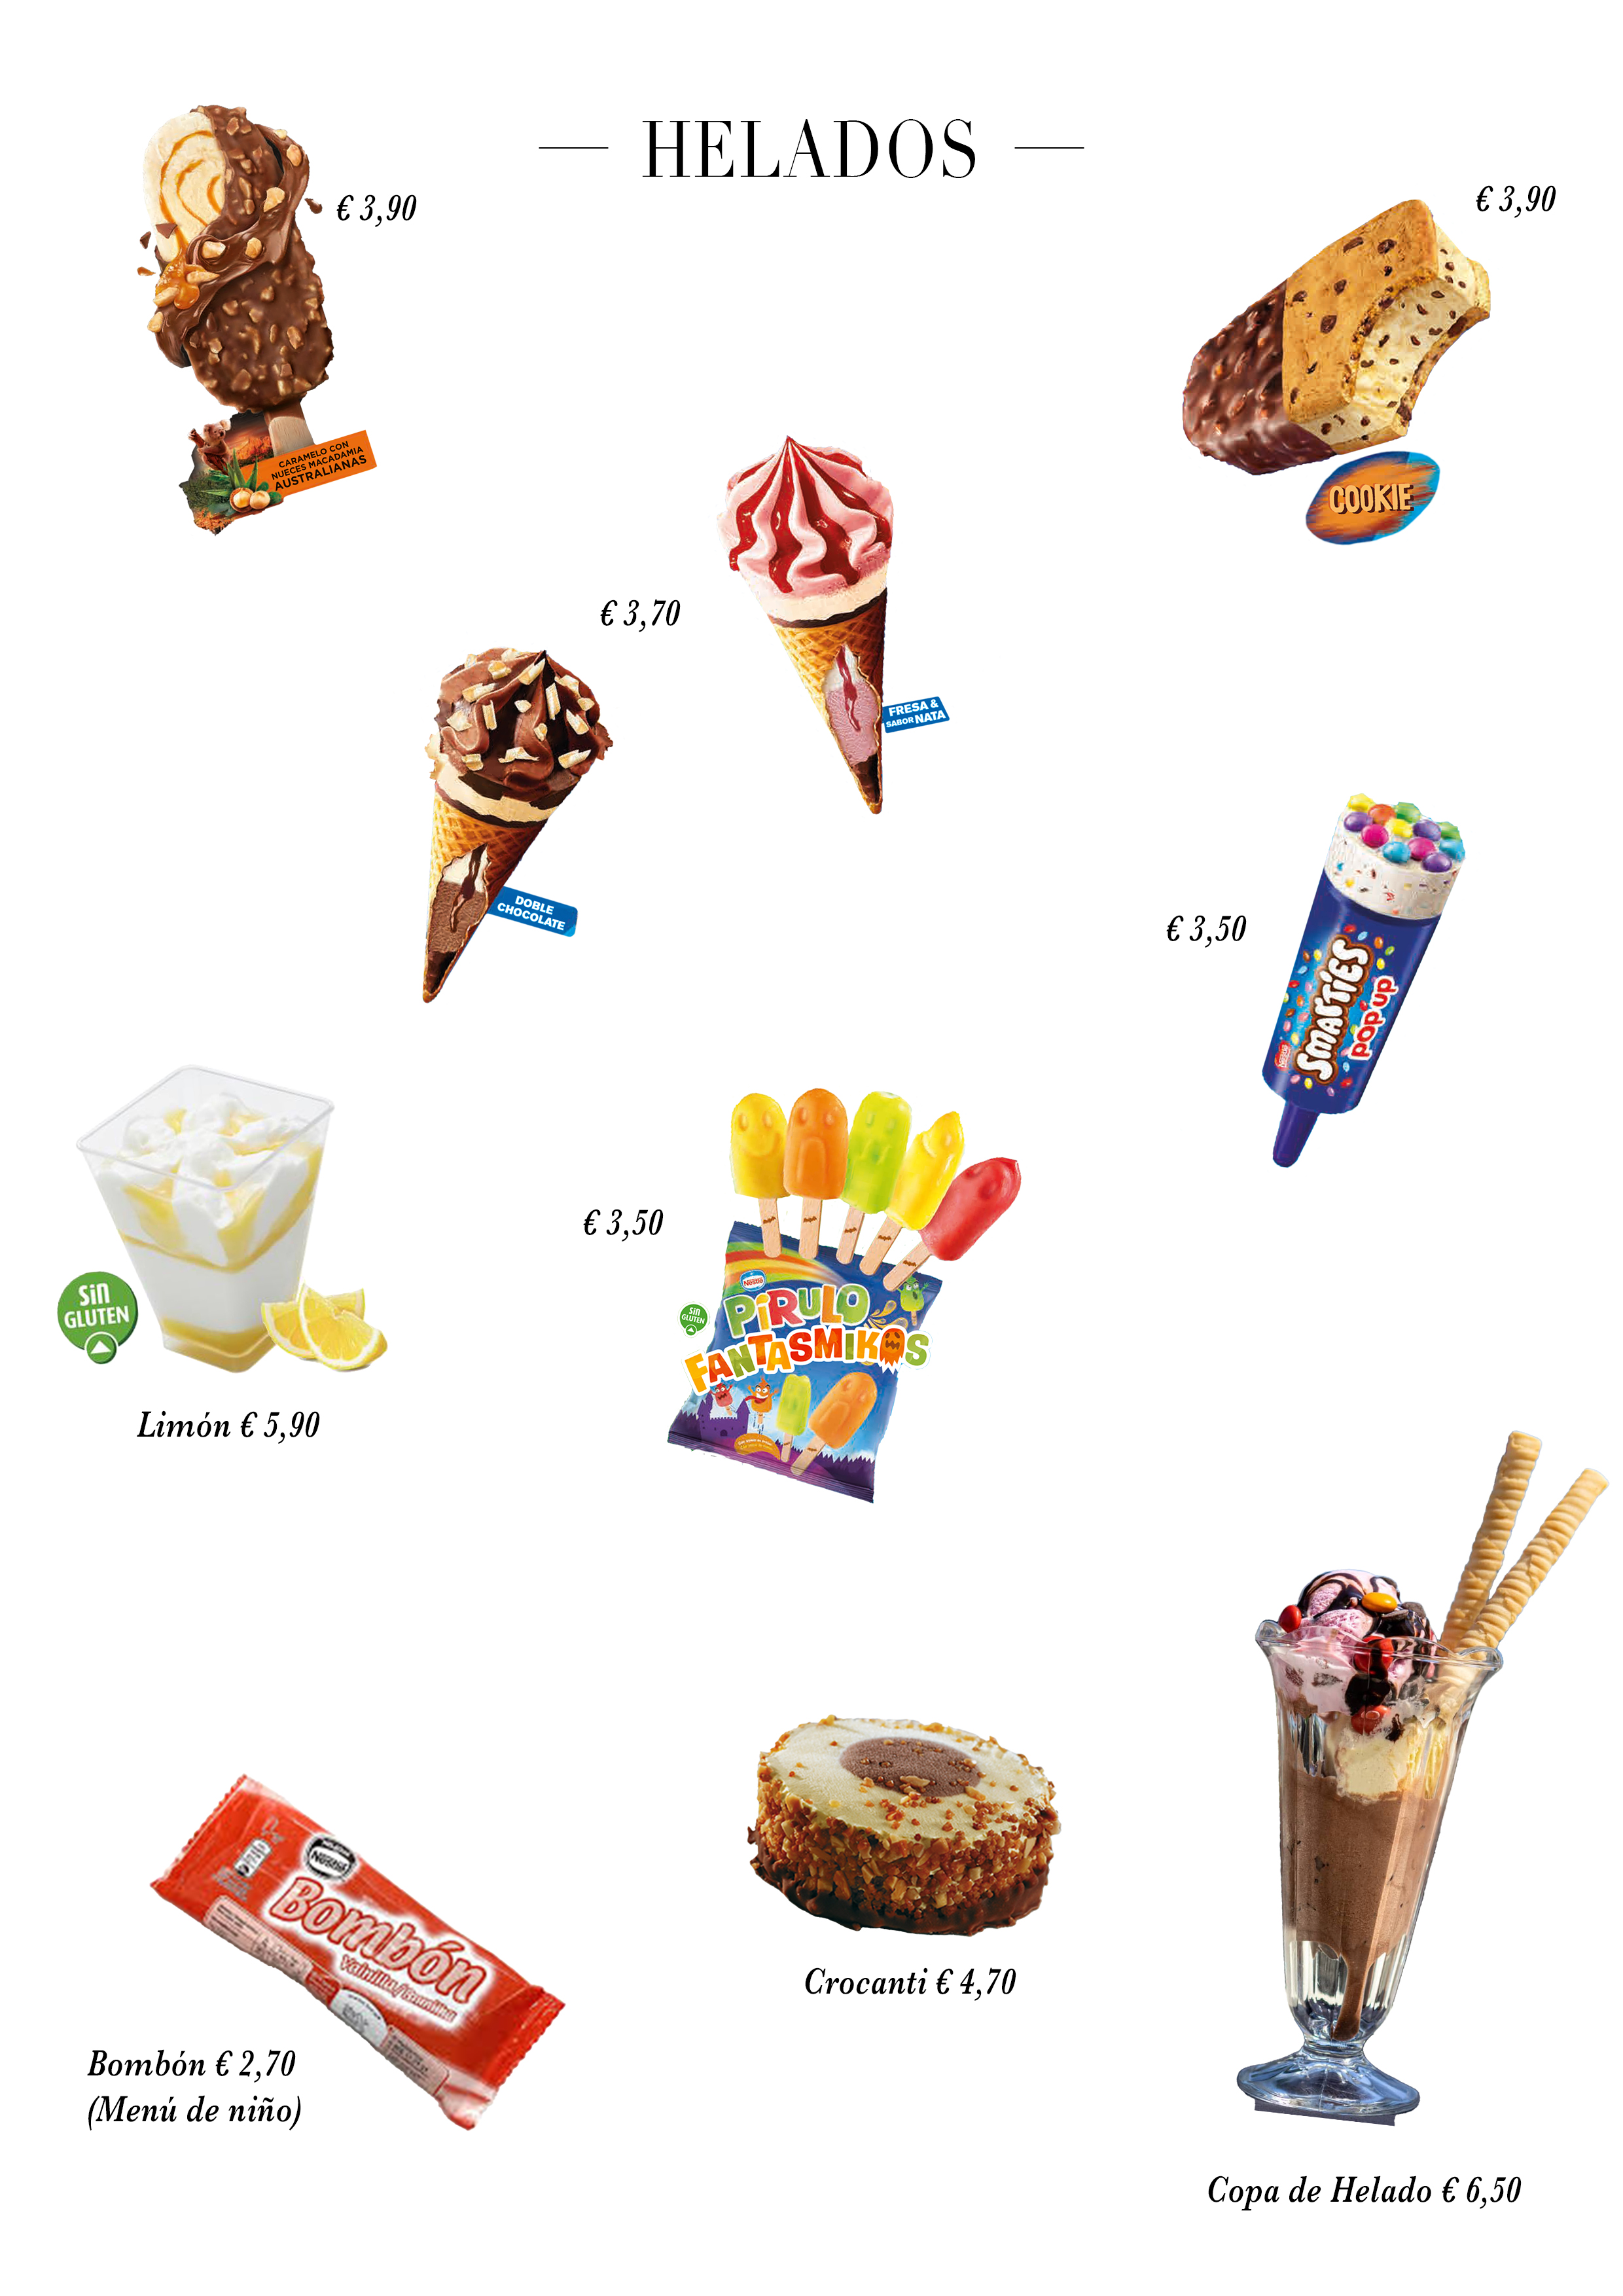 HELADOS
€ 3,90
CARAMELO CON
NUECES MACADAMIA
AUSTRALIANAS
€ 3,90
COOKIE
€ 3,70
FRESA &
SABOR NATA
DOBLE
CHOCOLATE
€ 3,50
Nestlé
SMARTIES
pop up
Sin
GLUTEN
Limón € 5,90
€ 3,50
Sin
GLUTEN
Nestlé
PiRULO
FANTASMIKOS
Nestlé
Bombón
Vainilla/Baunilha
Bombón € 2,70
(Menú de niño)
Crocanti € 4,70
Copa de Helado € 6,50